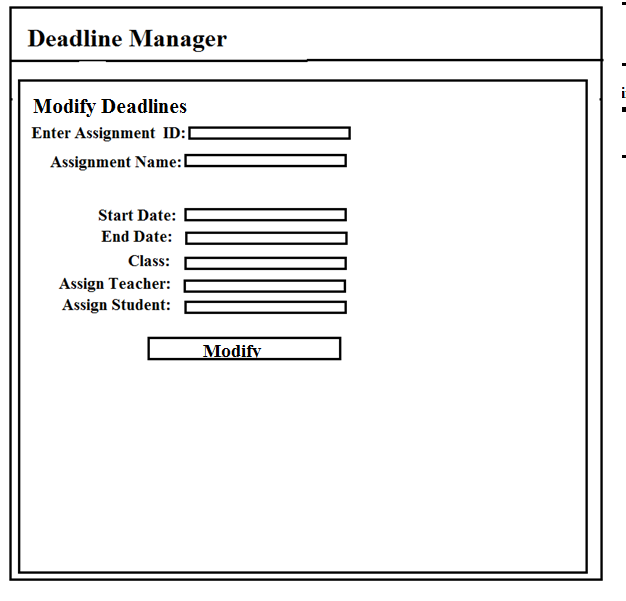 Deadline Manager
Modify Deadlines
Enter Assignment ID:
Assignment Name:
Start Date:
End Date:
Class:
Assign Teacher:
Assign Student:
Modify